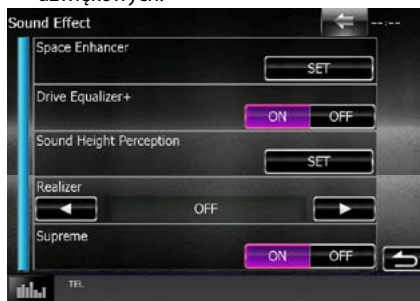 dźwiękowych.
Sound Effect --:--
Space Enhancer
SET
Drive Equalizer+
ON OFF
Sound Height Perception
SET
Realizer
OFF
Supreme
ON OFF
TEL